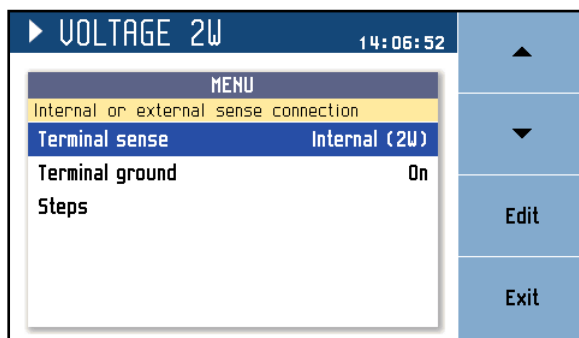 VOLTAGE 2W
14:06:52
MENU
Internal or external sense connection
Terminal sense Internal (2W)
Terminal ground On
Steps
Edit
Exit